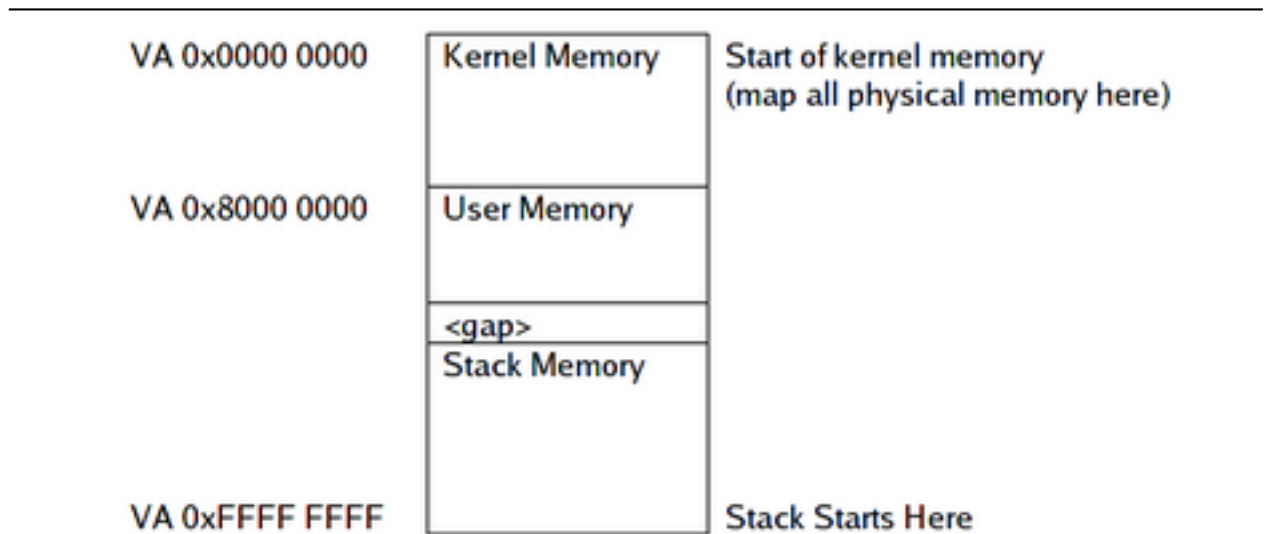 VA 0x0000 0000 Kernel Memory Start of kernel memory
(map all physical memory here)
VA 0x8000 0000 User Memory
<gap>
Stack Memory
VA 0xFFFF FFFF Stack Starts Here